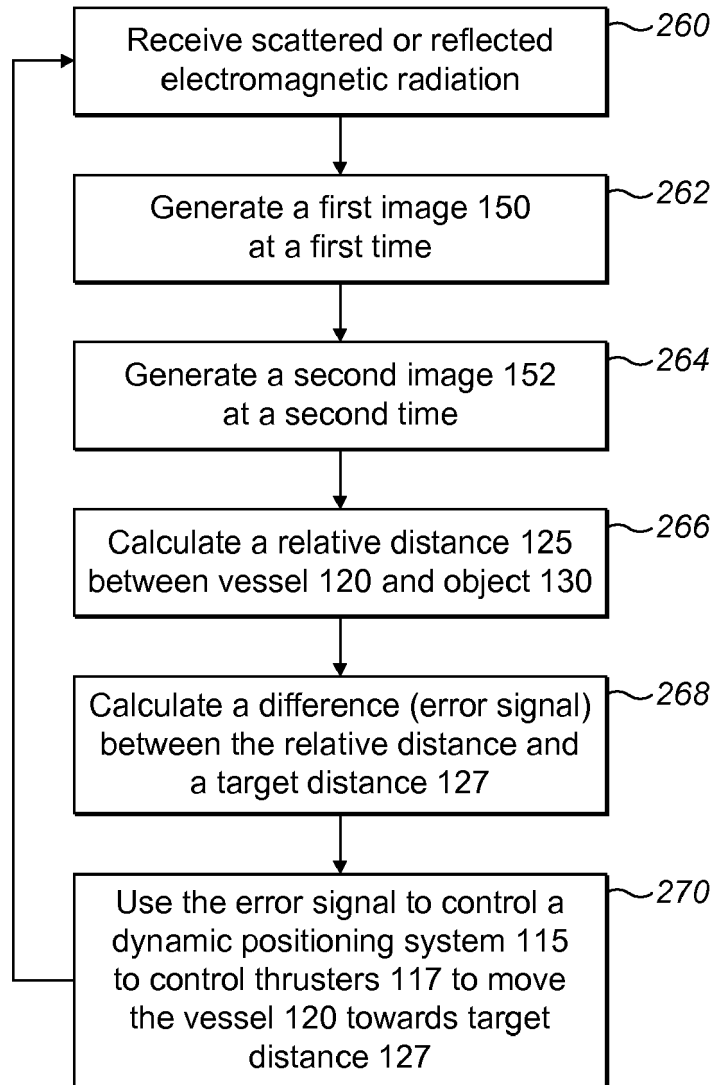 Receive scattered or reflected
electromagnetic radiation
260
Generate a first image 150
at a first time
262
Generate a second image 152
at a second time
264
Calculate a relative distance 125
between vessel 120 and object 130
266
Calculate a difference (error signal)
between the relative distance and
a target distance 127
268
Use the error signal to control a
dynamic positioning system 115
to control thrusters 117 to move
the vessel 120 towards target
distance 127
270